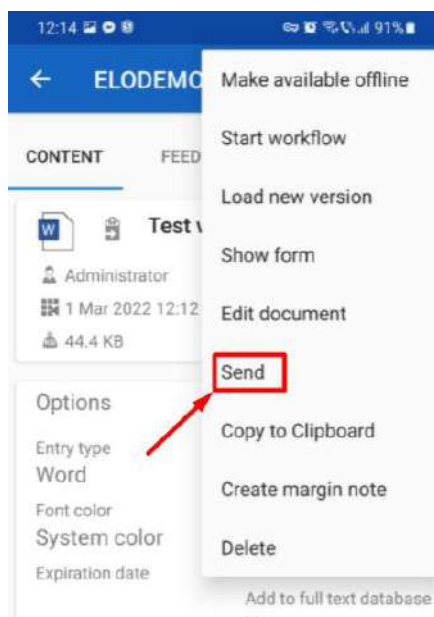 12:14
91%
ELODEMO
Make available offline
Start workflow
CONTENT
FEED
Load new version
Test
Show form
Administrator
1 Mar 2022 12:12
Edit document
44.4 KB
Send
Options
Copy to Clipboard
Entry type
Word
Create margin note
Font color
System color
Delete
Expiration date
Add to full text database